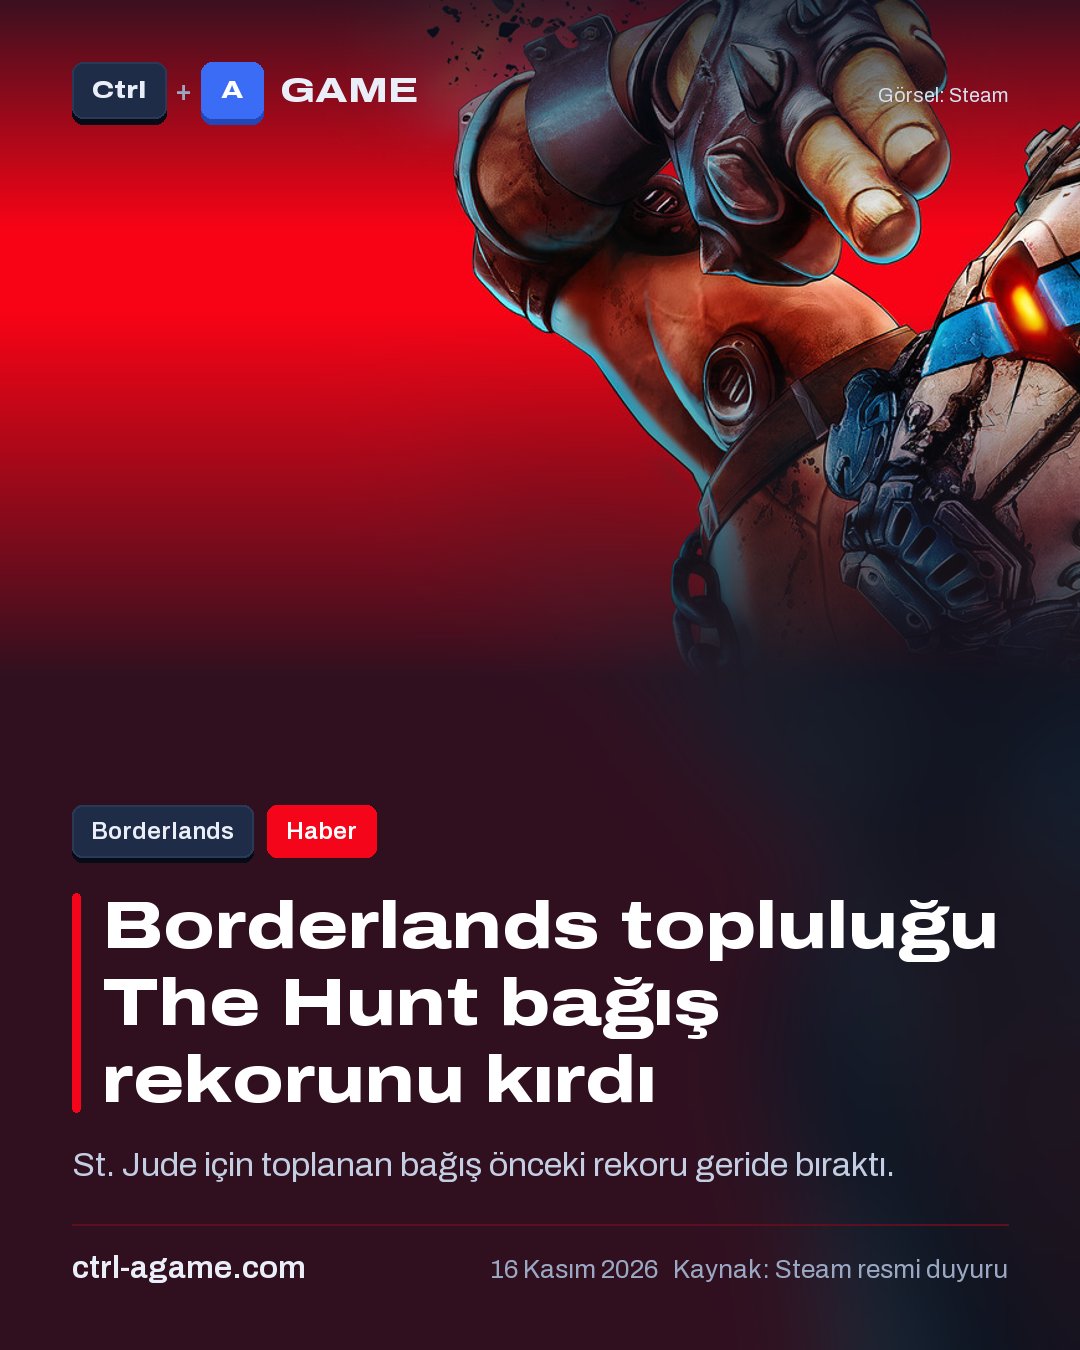 Ctrl + A GAME
Görsel: Steam
Borderlands Haber
Borderlands topluluğu
The Hunt bağış
rekorunu kırdı
St. Jude için toplanan bağış önceki rekoru geride bıraktı.
ctrl-agame.com
16 Kasım 2026 Kaynak: Steam resmi duyuru